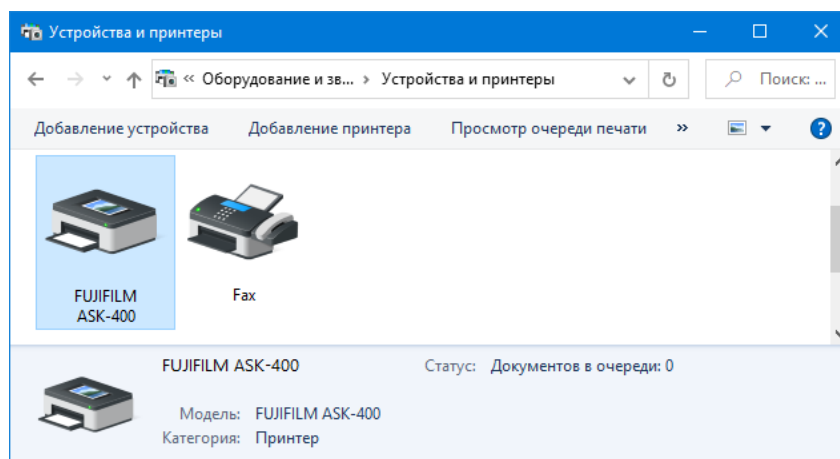 Устройства и принтеры
« Оборудование и зв... › Устройства и принтеры
Поиск: ...
Добавление устройства Добавление принтера Просмотр очереди печати »
FUJIFILM
ASK-400
Fax
FUJIFILM ASK-400 Статус: Документов в очереди: 0
Модель: FUJIFILM ASK-400
Категория: Принтер